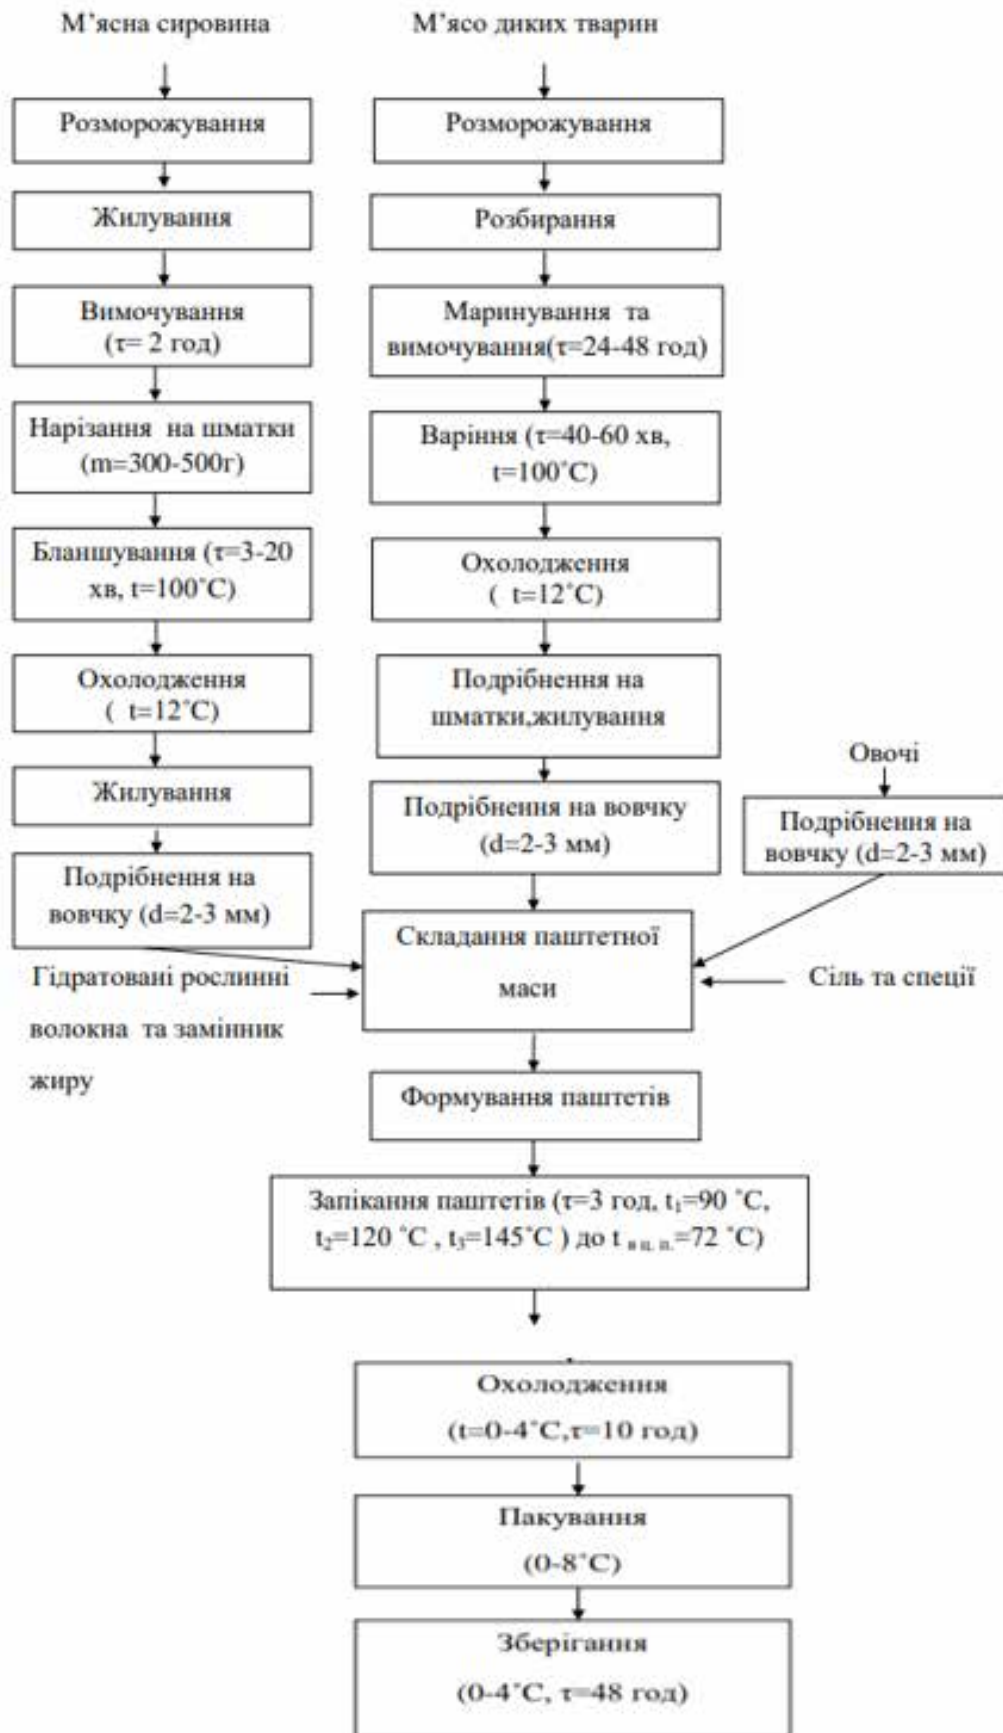 М’ясна сировина
Розморожування
Жилування
Вимочування
(τ= 2 год)
Нарізання на шматки
(m=300-500г)
Бланшування (τ=3-20
хв, t=100˚С)
Охолодження
( t=12˚С)
Жилування
Подрібнення на
вовчку (d=2-3 мм)
М’ясо диких тварин
Розморожування
Розбирання
Маринування та
вимочування(τ=24-48 год)
Варіння (τ=40-60 хв,
t=100˚С)
Охолодження
( t=12˚С)
Подрібнення на
шматки,жилування
Подрібнення на вовчку
(d=2-3 мм)
Овочі
Подрібнення на
вовчку (d=2-3 мм)
Складання паштетної
маси
Гідратовані рослинні
волокна та замінник
жиру
Сіль та спеції
Формування паштетів
Запікання паштетів (τ=3 год, t₁=90 ˚С,
t₂=120 ˚С , t₃=145˚С ) до t в ц. п.=72 ˚С)
Охолодження
(t=0-4˚С,τ=10 год)
Пакування
(0-8˚С)
Зберігання
(0-4˚С, τ=48 год)